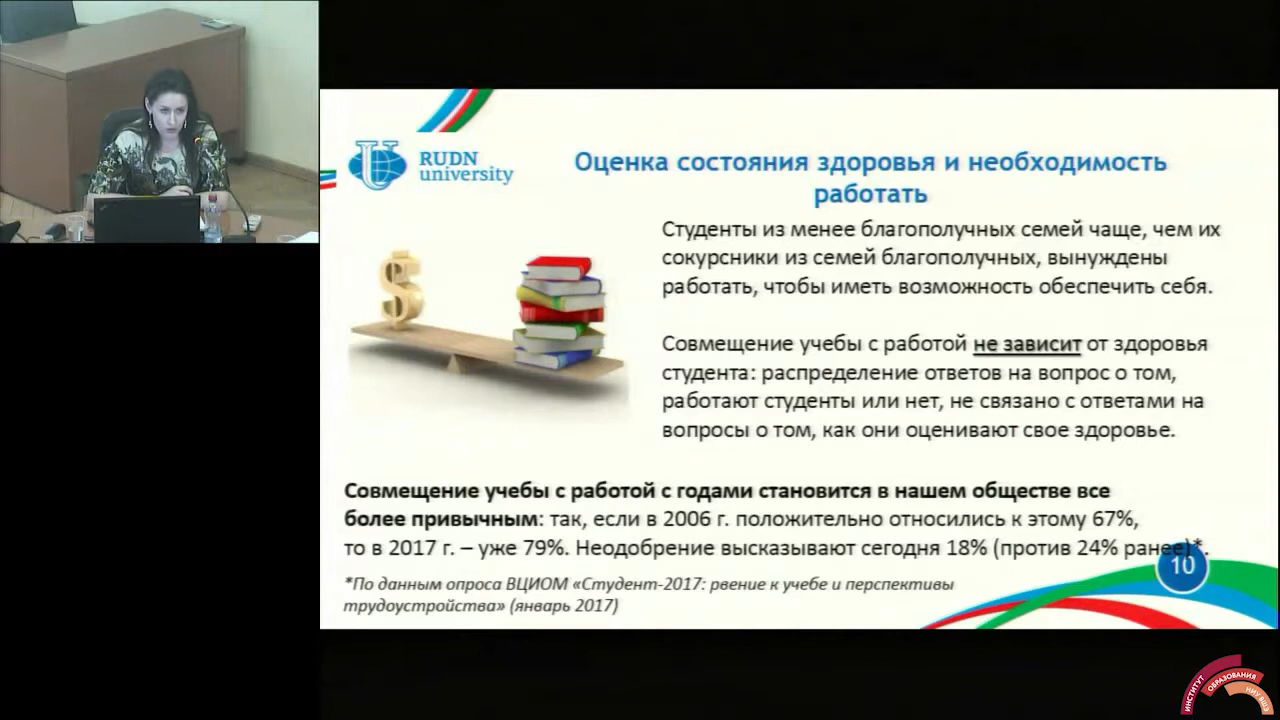 RUDN
university
Оценка состояния здоровья и необходимость
работать
Студенты из менее благополучных семей чаще, чем их
сокурсники из семей благополучных, вынуждены
работать, чтобы иметь возможность обеспечить себя.
Совмещение учебы с работой не зависит от здоровья
студента: распределение ответов на вопрос о том,
работают студенты или нет, не связано с ответами на
вопросы о том, как они оценивают свое здоровье.
Совмещение учебы с работой с годами становится в нашем обществе все
более привычным: так, если в 2006 г. положительно относились к этому 67%,
то в 2017 г. – уже 79%. Неодобрение высказывают сегодня 18% (против 24% ранее)*.
10
*По данным опроса ВЦИОМ «Студент-2017: рвение к учебе и перспективы
трудоустройства» (январь 2017)
ИНСТИТУТ
ОБРАЗОВАНИЯ
НИУ ВШЭ